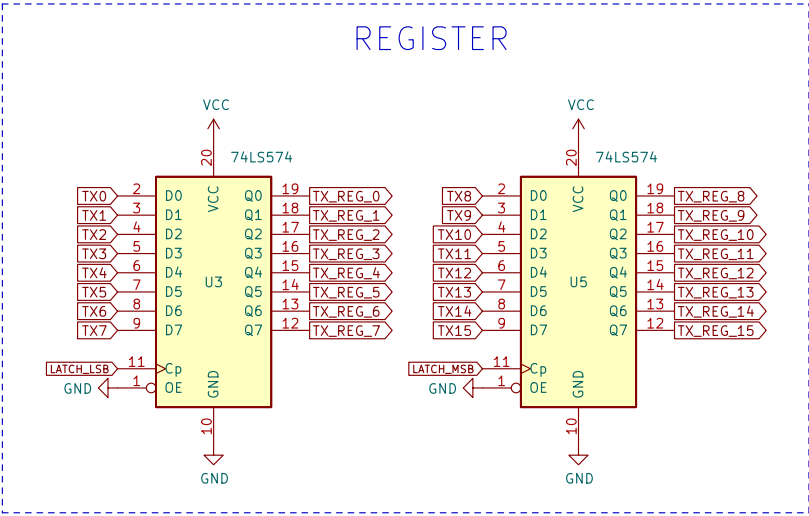 REGISTER
VCC VCC
20 74LS574 20 74LS574
TX0 2 D0 VCC Q0 19 TX_REG_0 TX8 2 D0 VCC Q0 19 TX_REG_8
TX1 3 D1 Q1 18 TX_REG_1 TX9 3 D1 Q1 18 TX_REG_9
TX2 4 D2 Q2 17 TX_REG_2 TX10 4 D2 Q2 17 TX_REG_10
TX3 5 D3 Q3 16 TX_REG_3 TX11 5 D3 Q3 16 TX_REG_11
TX4 6 D4 U3 Q4 15 TX_REG_4 TX12 6 D4 U5 Q4 15 TX_REG_12
TX5 7 D5 Q5 14 TX_REG_5 TX13 7 D5 Q5 14 TX_REG_13
TX6 8 D6 Q6 13 TX_REG_6 TX14 8 D6 Q6 13 TX_REG_14
TX7 9 D7 Q7 12 TX_REG_7 TX15 9 D7 Q7 12 TX_REG_15
LATCH_LSB 11 Cp LATCH_MSB 11 Cp
GND 1 OE GND GND 1 OE GND
10 10
GND GND